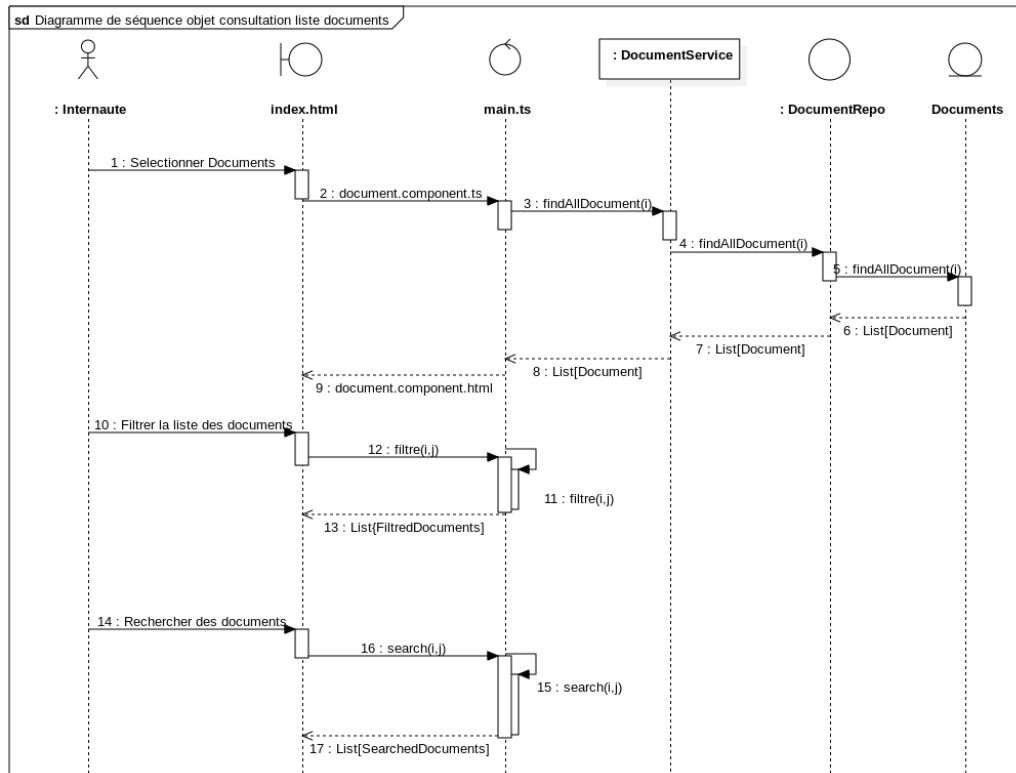 sd Diagramme de séquence objet consultation liste documents
: DocumentService
: Internaute
index.html
main.ts
: DocumentRepo
Documents
1 : Selectionner Documents
2 : document.component.ts
3 : findAllDocument(i)
4 : findAllDocument(i)
5 : findAllDocument(i)
6 : List[Document]
7 : List[Document]
8 : List[Document]
9 : document.component.html
10 : Filtrer la liste des documents
12 : filtre(i,j)
11 : filtre(i,j)
13 : List{FiltredDocuments]
14 : Rechercher des documents
16 : search(i,j)
15 : search(i,j)
17 : List[SearchedDocuments]